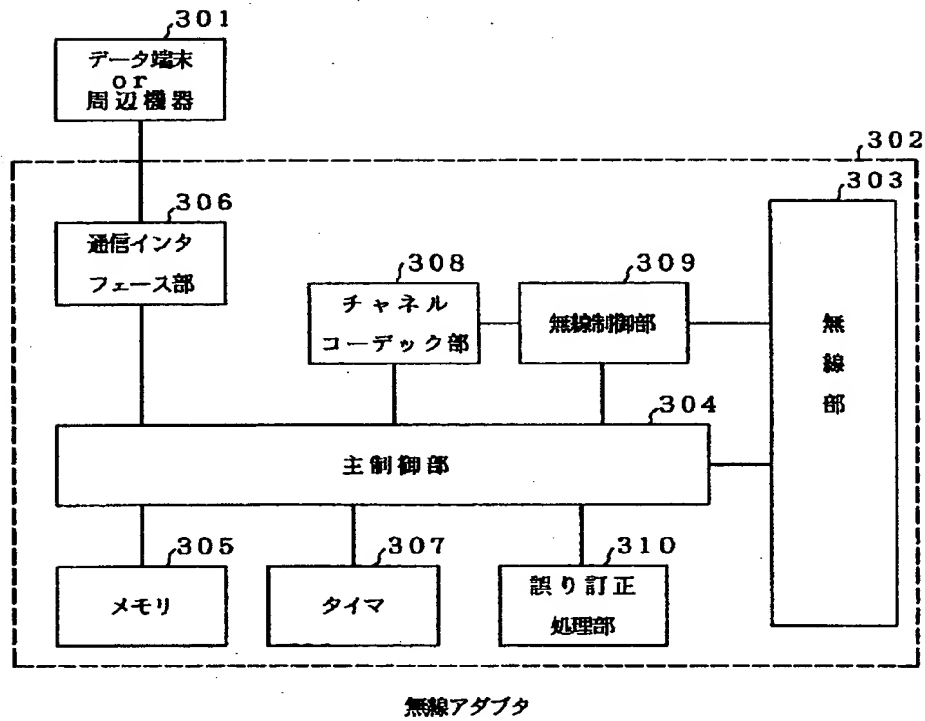 301
データ端末
or
周辺機器
302
303
306
通信インタ
フェース部
308
309
チャネル
コーデック部
無線制御部
無
線
部
304
主制御部
305
307
310
メモリ
タイマ
誤り訂正
処理部
無線アダプタ